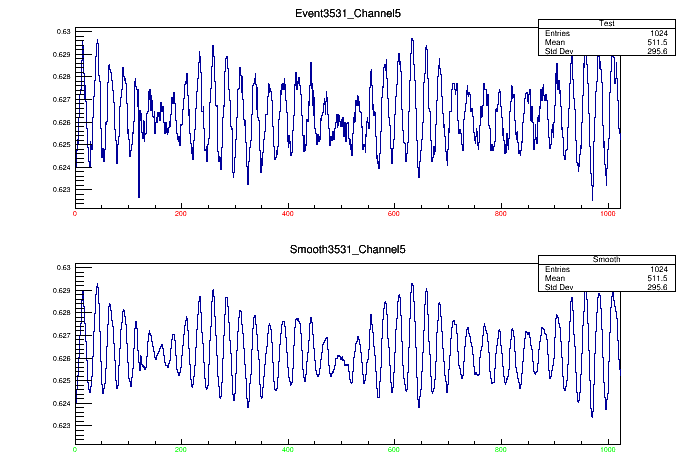 Event3531_Channel5
Test
Entries 1024
Mean 511.5
Std Dev 295.6
0.63
0.629
0.628
0.627
0.626
0.625
0.624
0.623
0 200 400 600 800 1000
Smooth3531_Channel5
Smooth
Entries 1024
Mean 511.5
Std Dev 295.6
0.63
0.629
0.628
0.627
0.626
0.625
0.624
0.623
0 200 400 600 800 1000